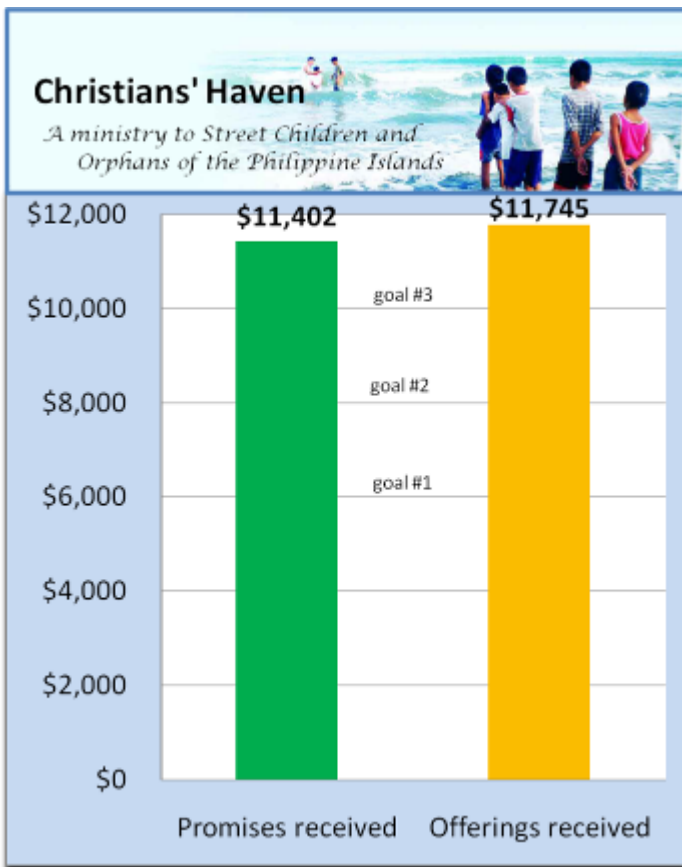 Christians' Haven
A ministry to Street Children and
Orphans of the Philippine Islands
$12,000
$11,402
$11,745
$10,000
goal #3
$8,000
goal #2
$6,000
goal #1
$4,000
$2,000
$0
Promises received
Offerings received